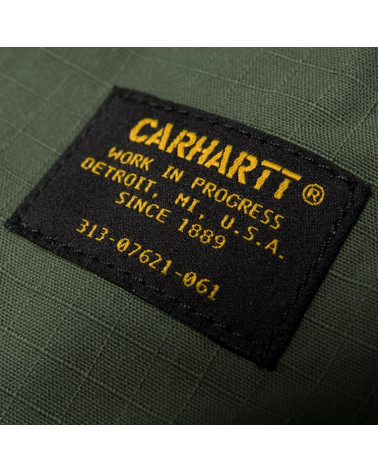 CARHARTT®
WORK IN PROGRESS
DETROIT, MI, U.S.A.
SINCE 1889
313-07621-061